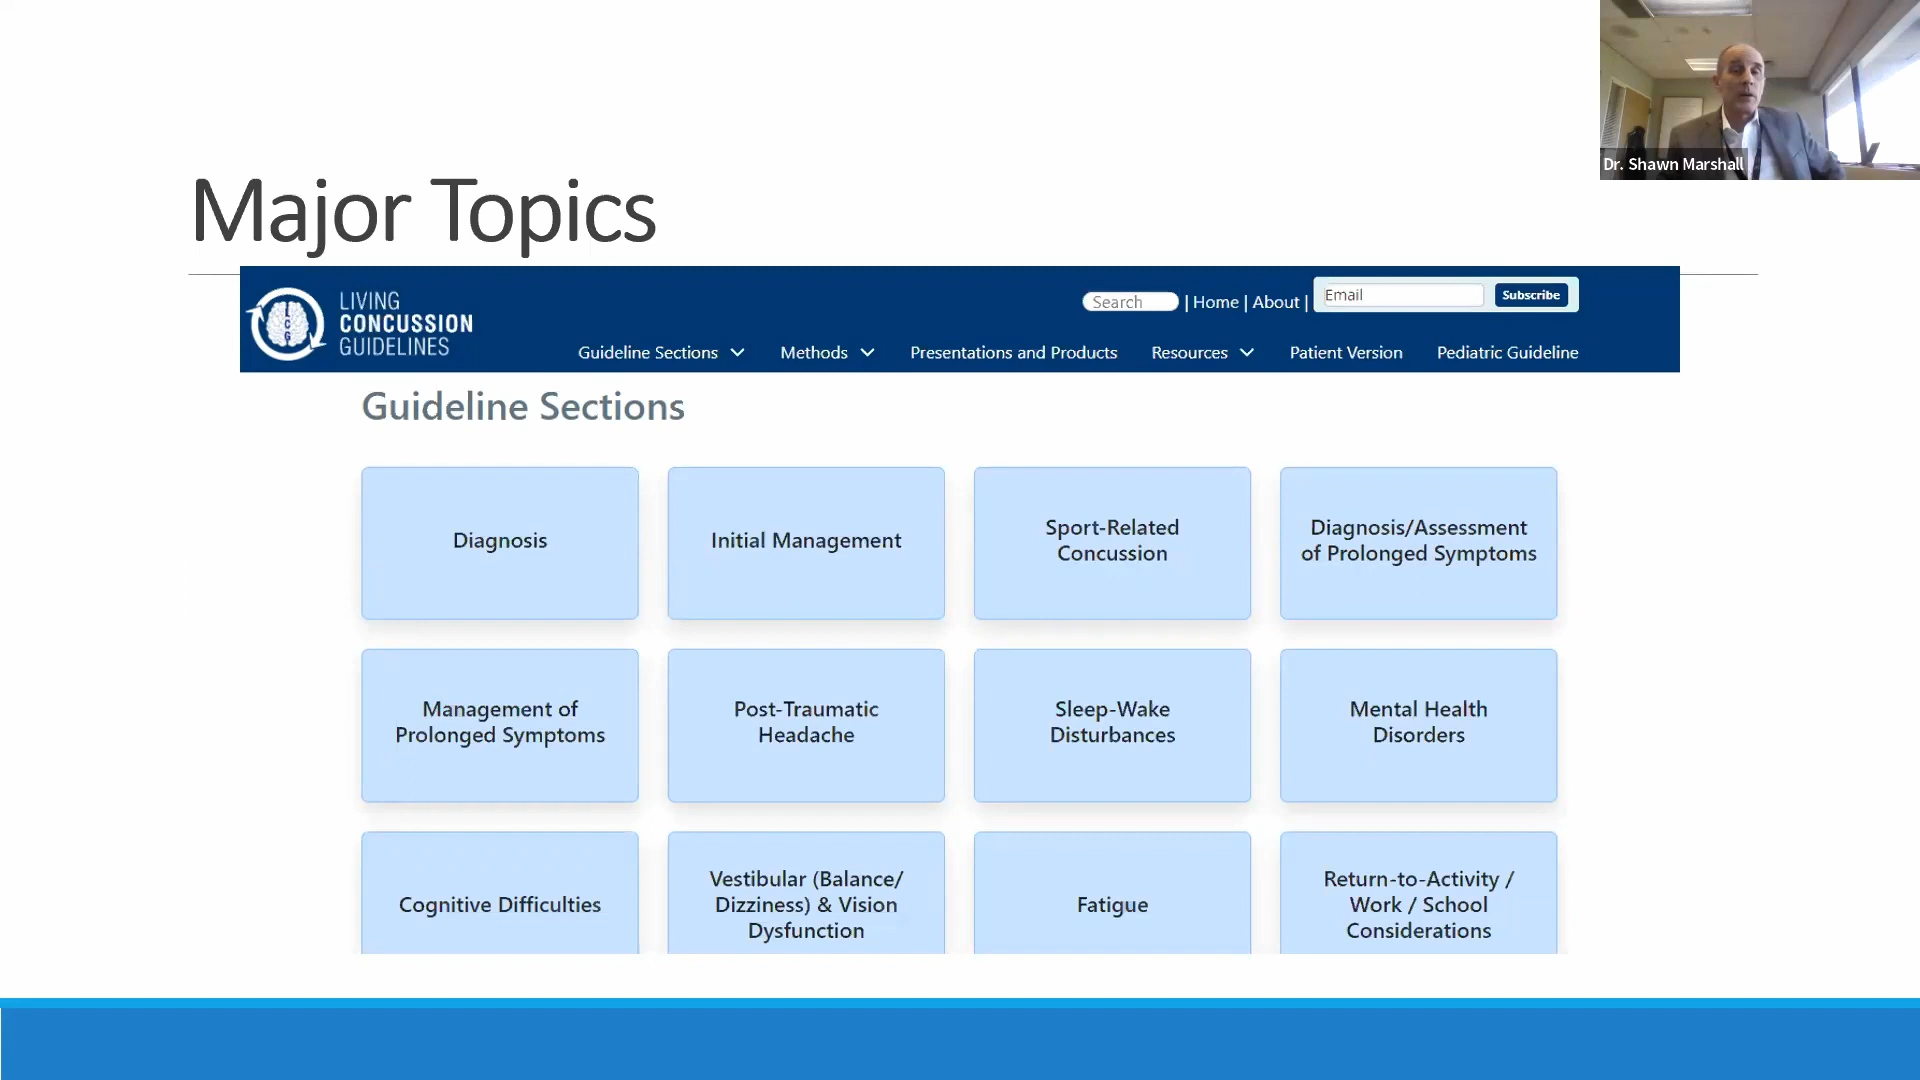 Dr. Shawn Marshall
Major Topics
LCG
LIVING
CONCUSSION
GUIDELINES
Search | Home | About | Email Subscribe
Guideline Sections Methods Presentations and Products Resources Patient Version Pediatric Guideline
Guideline Sections
Diagnosis
Initial Management
Sport-Related
Concussion
Diagnosis/Assessment
of Prolonged Symptoms
Management of
Prolonged Symptoms
Post-Traumatic
Headache
Sleep-Wake
Disturbances
Mental Health
Disorders
Cognitive Difficulties
Vestibular (Balance/
Dizziness) & Vision
Dysfunction
Fatigue
Return-to-Activity /
Work / School
Considerations